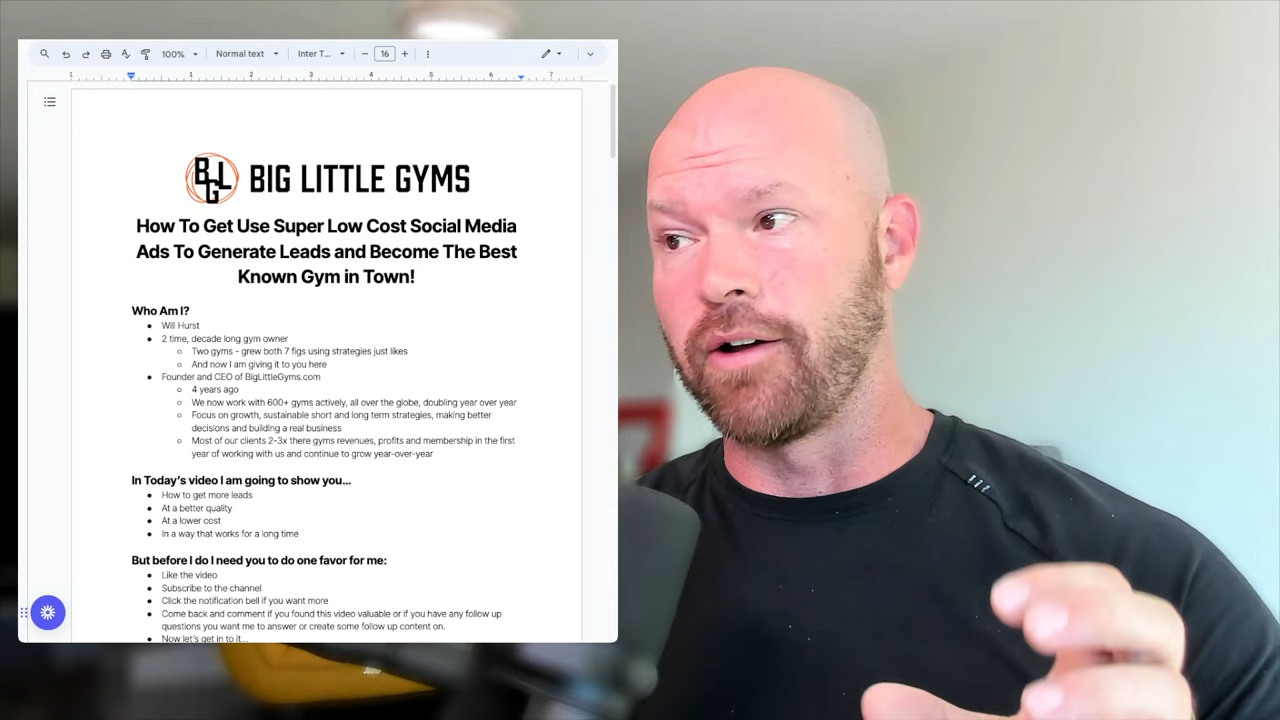 100%
Normal text
Inter T...
16
1
1
2
3
4
5
6
7
BGL
BIG LITTLE GYMS
How To Get Use Super Low Cost Social Media
Ads To Generate Leads and Become The Best
Known Gym in Town!
Who Am I?
Will Hurst
2 time, decade long gym owner
Two gyms - grew both 7 figs using strategies just likes
And now I am giving it to you here
Founder and CEO of BigLittleGyms.com
4 years ago
We now work with 600+ gyms actively, all over the globe, doubling year over year
Focus on growth, sustainable short and long term strategies, making better
decisions and building a real business
Most of our clients 2-3x there gyms revenues, profits and membership in the first
year of working with us and continue to grow year-over-year
In Today's video I am going to show you...
How to get more leads
At a better quality
At a lower cost
In a way that works for a long time
But before I do I need you to do one favor for me:
Like the video
Subscribe to the channel
Click the notification bell if you want more
Come back and comment if you found this video valuable or if you have any follow up
questions you want me to answer or create some follow up content on.
Now let's get in to it...